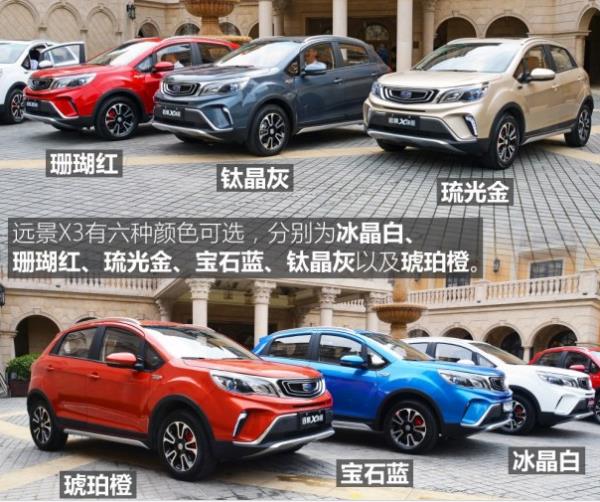 珊瑚红
钛晶灰
琉光金
远景X3有六种颜色可选，分别为冰晶白、
珊瑚红、琉光金、宝石蓝、钛晶灰以及琥珀橙。
琥珀橙
宝石蓝
冰晶白